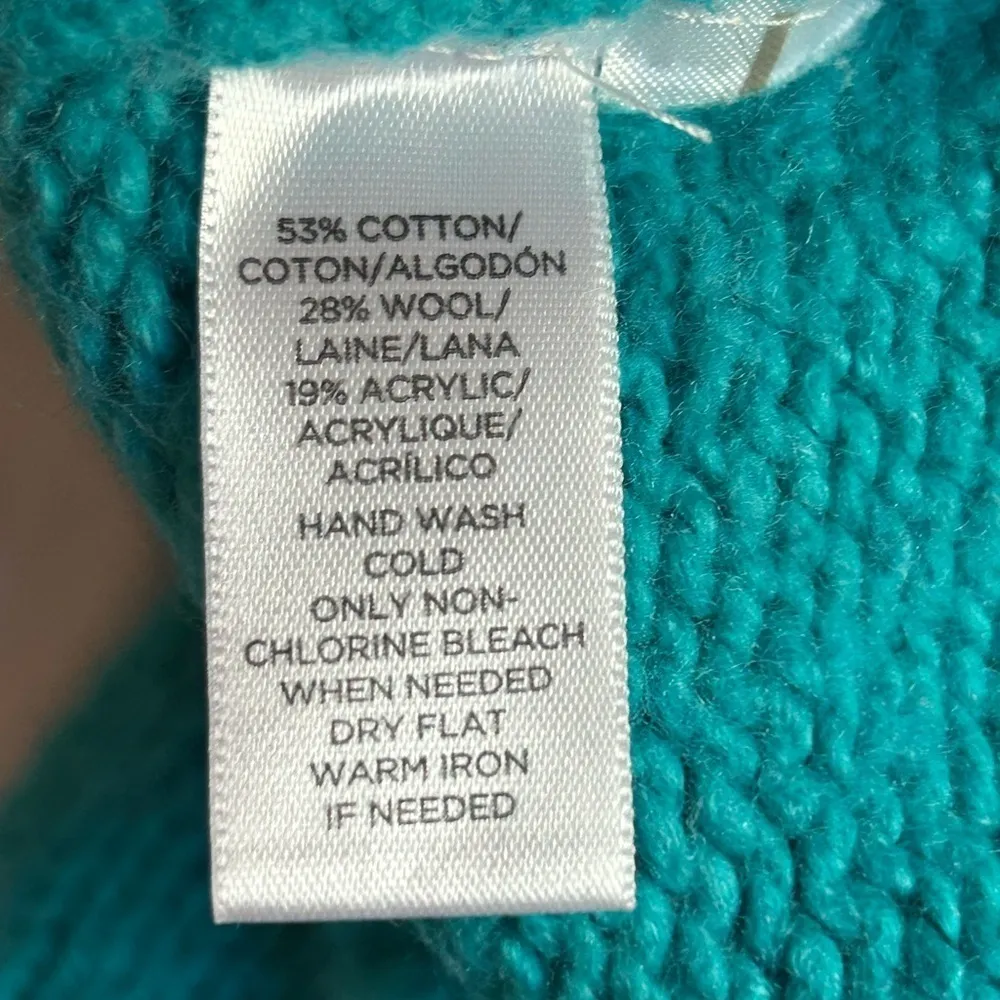 53% COTTON/
COTON/ALGODÓN
28% WOOL/
LAINE/LANA
19% ACRYLIC/
ACRYLIQUE/
ACRÍLICO
HAND WASH
COLD
ONLY NON-
CHLORINE BLEACH
WHEN NEEDED
DRY FLAT
WARM IRON
IF NEEDED